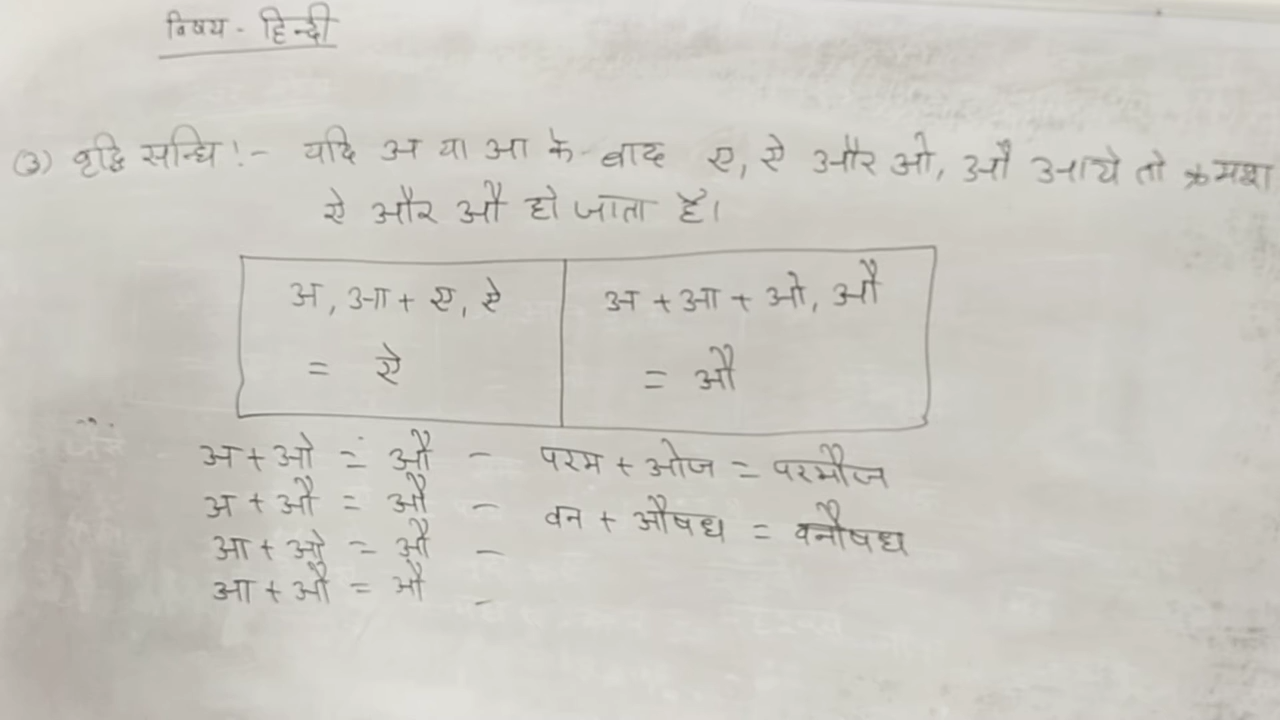 विषय - हिन्दी
(3) वृद्धि सन्धि :- यदि अ या आ के बाद ए, ऐ और ओ, औ आये तो क्रमश
ऐ और औ हो जाता है।
अ, आ + ए, ऐ
= ऐ
अ + आ + ओ, औ
= औ
अ + ओ = औ - परम + ओज = परमौज
अ + औ = औ - वन + औषध = वनौषध
आ + ओ = औ -
आ + औ = औ -